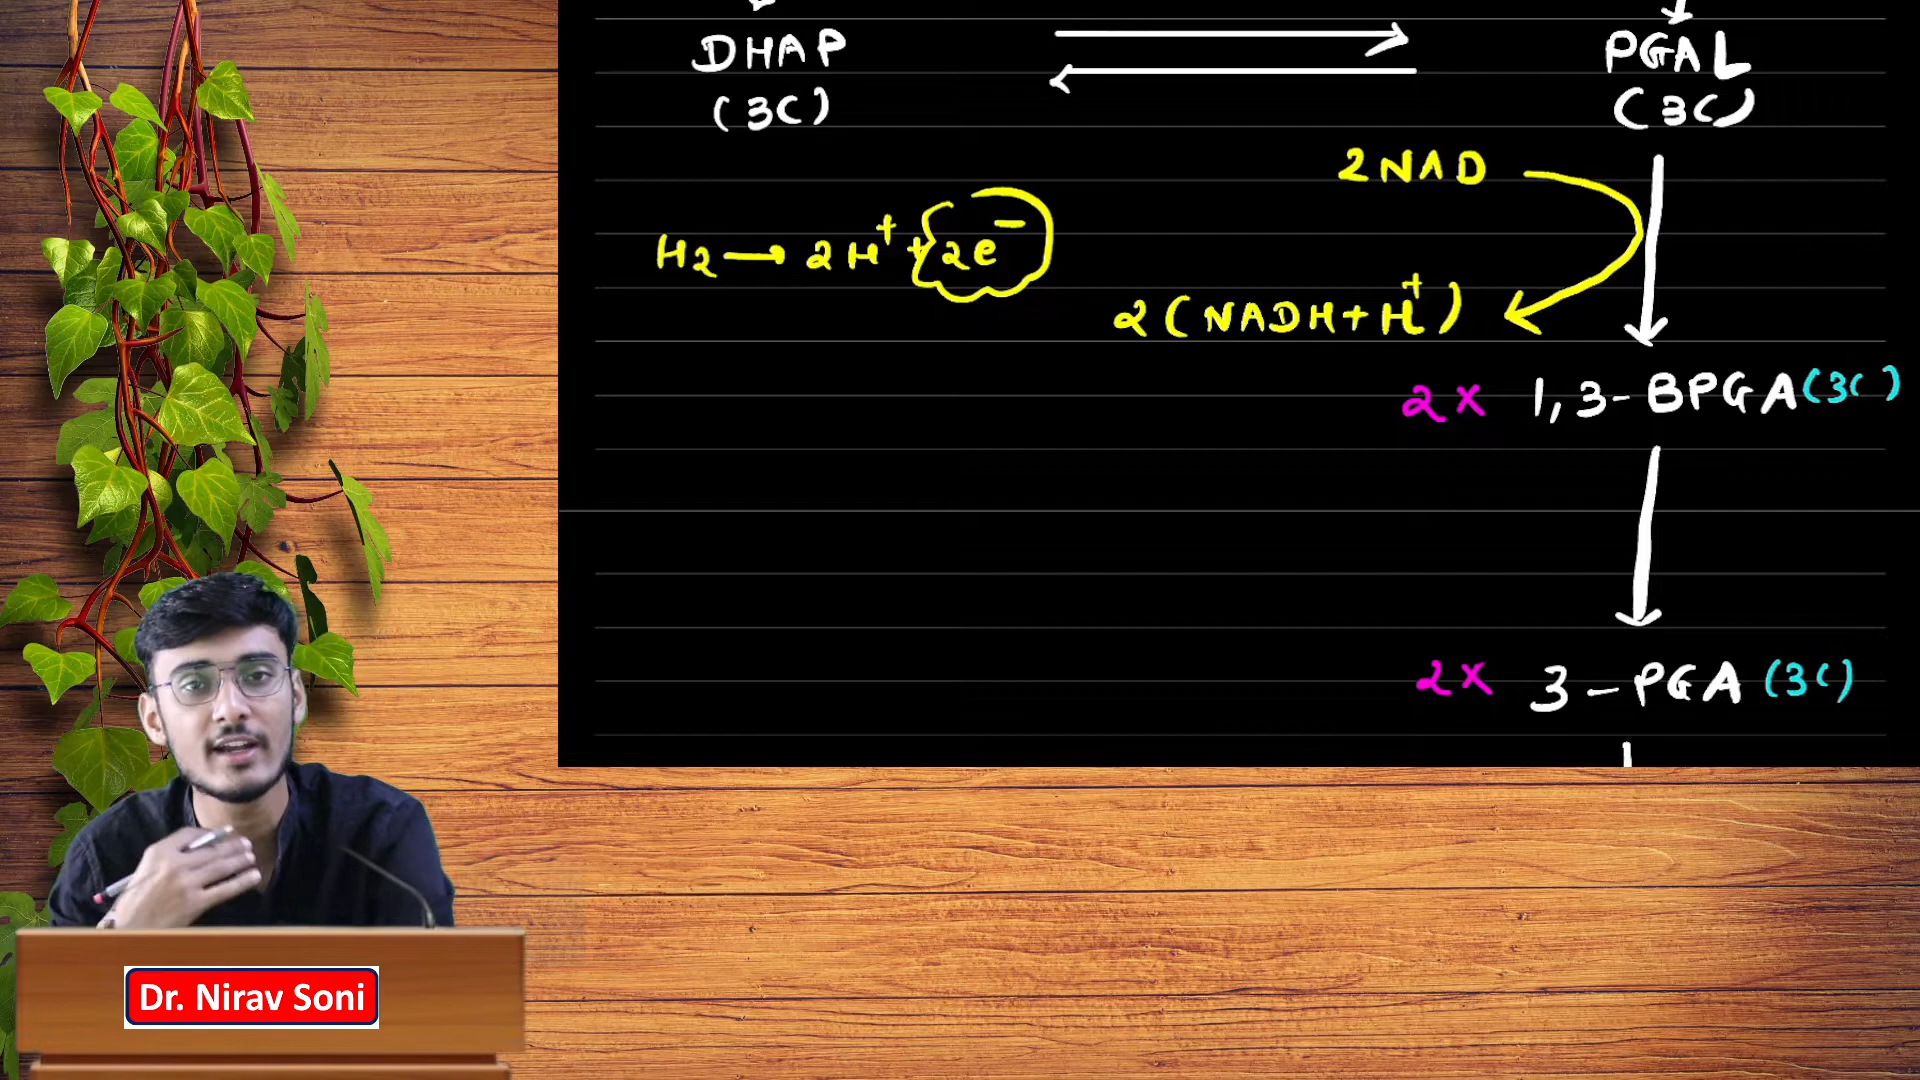 DHAP
PGAL
(3C)
(3C)
2NAD
H2 → 2H⁺ + 2e⁻
2(NADH+H⁺)
2x 1,3-BPGA(3C)
2x 3-PGA (3C)
Dr. Nirav Soni